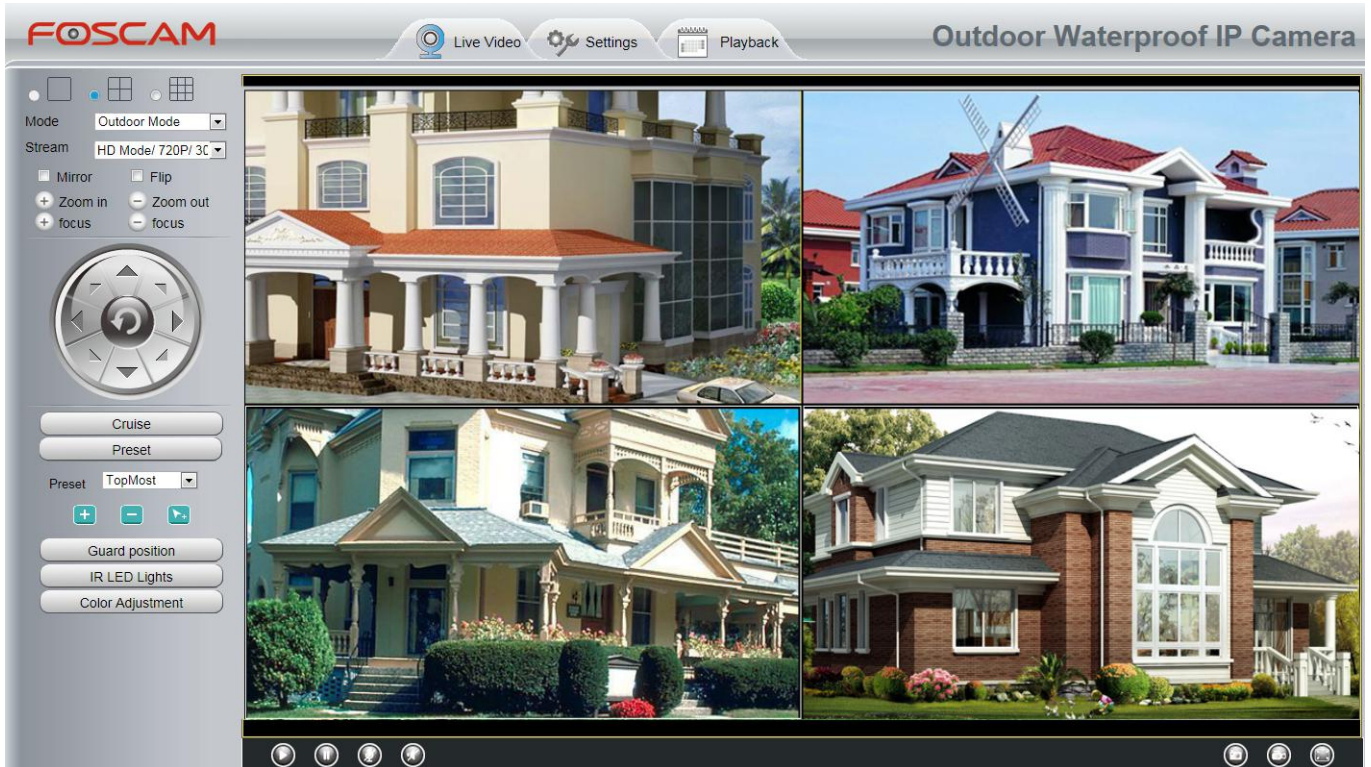 FOSCAM
Live Video
Settings
Playback
Outdoor Waterproof IP Camera
Mode
Outdoor Mode
Stream
HD Mode/ 720P/ 30
Mirror
Flip
Zoom in
Zoom out
focus
focus
Cruise
Preset
Preset
TopMost
Guard position
IR LED Lights
Color Adjustment